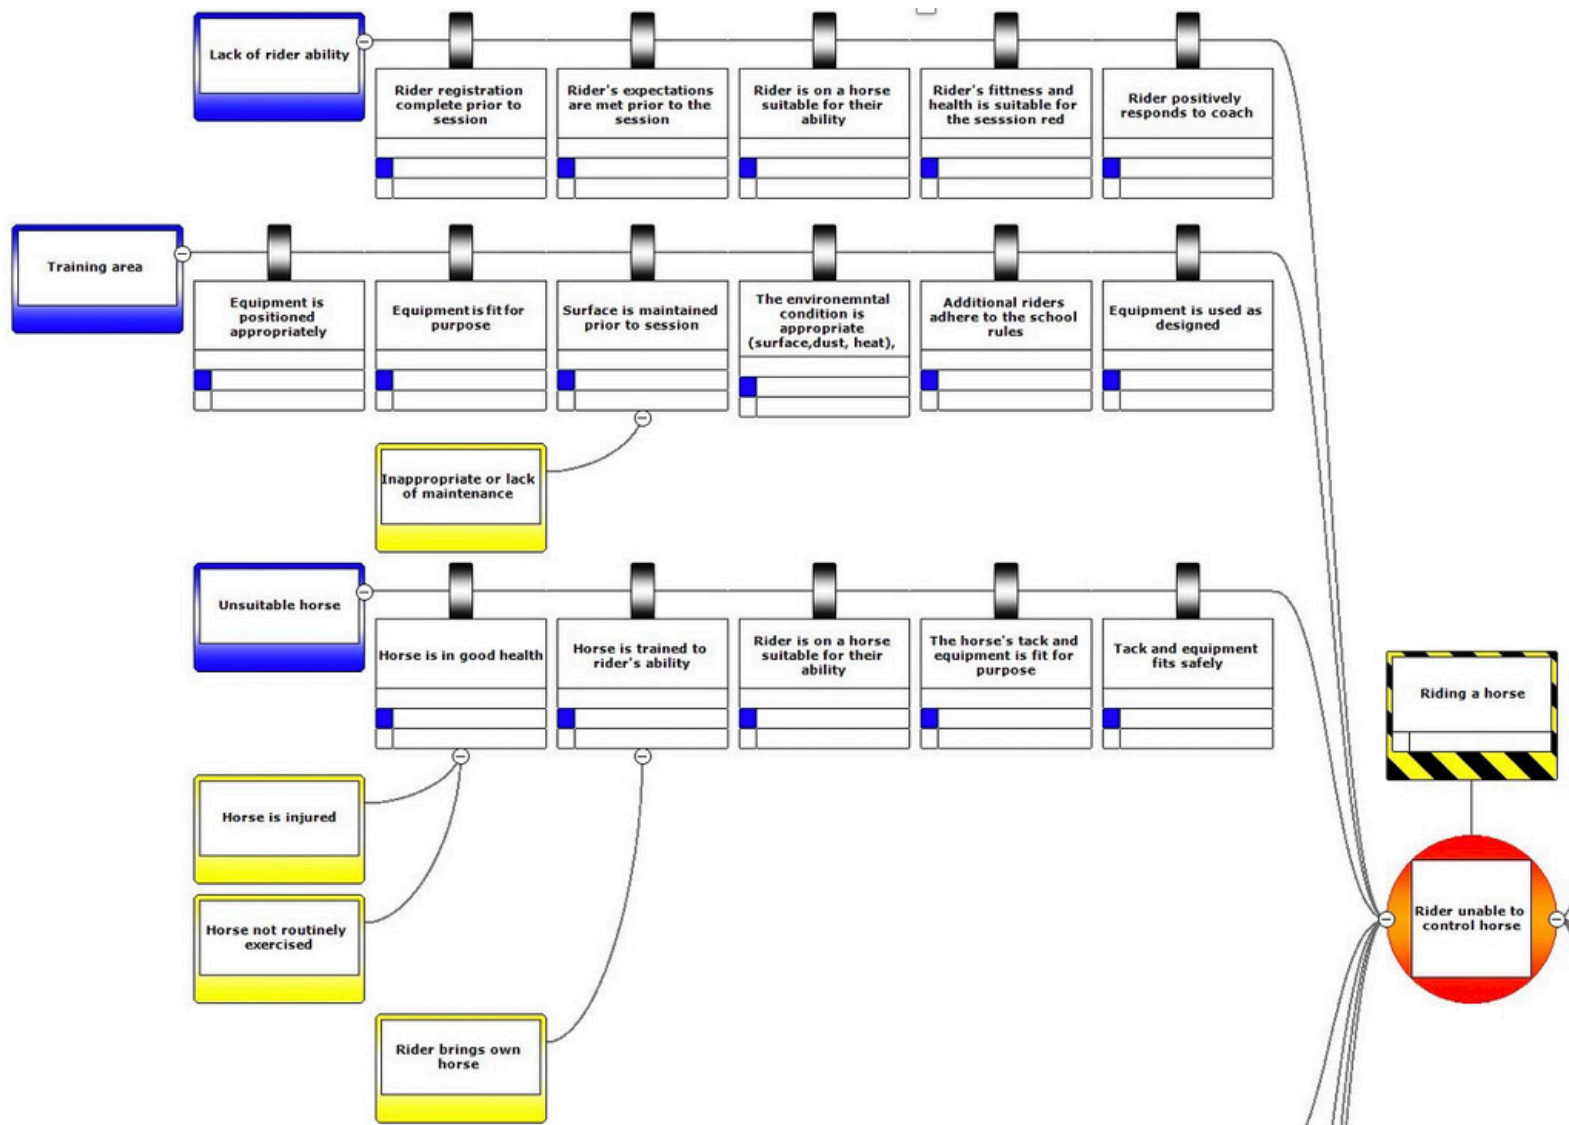 Lack of rider ability
Rider registration
complete prior to
session
Rider's expectations
are met prior to the
session
Rider is on a horse
suitable for their
ability
Rider's fittness and
health is suitable for
the sesssion red
Rider positively
responds to coach
Training area
Equipment is
positioned
appropriately
Equipment is fit for
purpose
Surface is maintained
prior to session
The environemntal
condition is
appropriate
(surface,dust, heat),
Additional riders
adhere to the school
rules
Equipment is used as
designed
Inappropriate or lack
of maintenance
Unsuitable horse
Horse is in good health
Horse is trained to
rider's ability
Rider is on a horse
suitable for their
ability
The horse's tack and
equipment is fit for
purpose
Tack and equipment
fits safely
Riding a horse
Horse is injured
Rider unable to
control horse
Horse not routinely
exercised
Rider brings own
horse